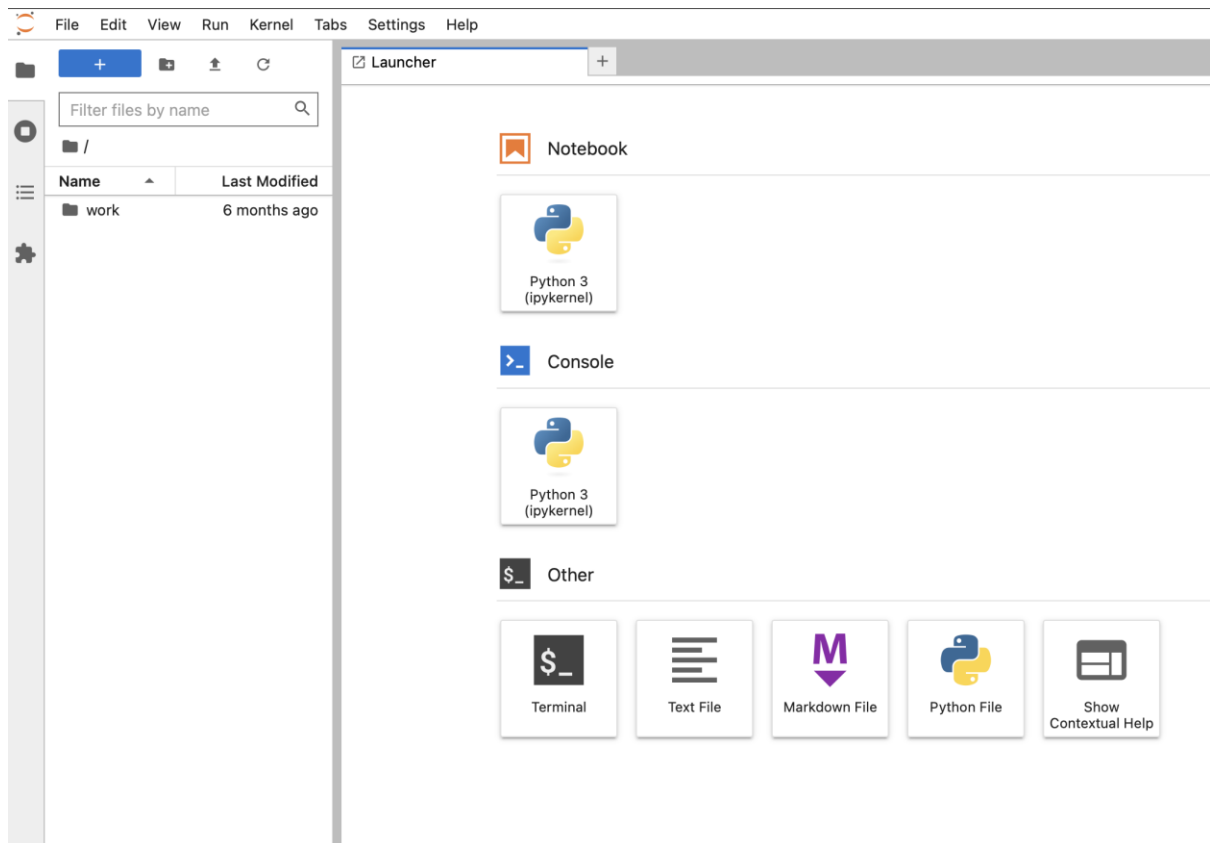 File Edit View Run Kernel Tabs Settings Help
+
Launcher
+
Filter files by name
/
Name Last Modified
work 6 months ago
Notebook
Python 3
(ipykernel)
>_ Console
Python 3
(ipykernel)
$_ Other
$_
M
Terminal
Text File
Markdown File
Python File
Show
Contextual Help